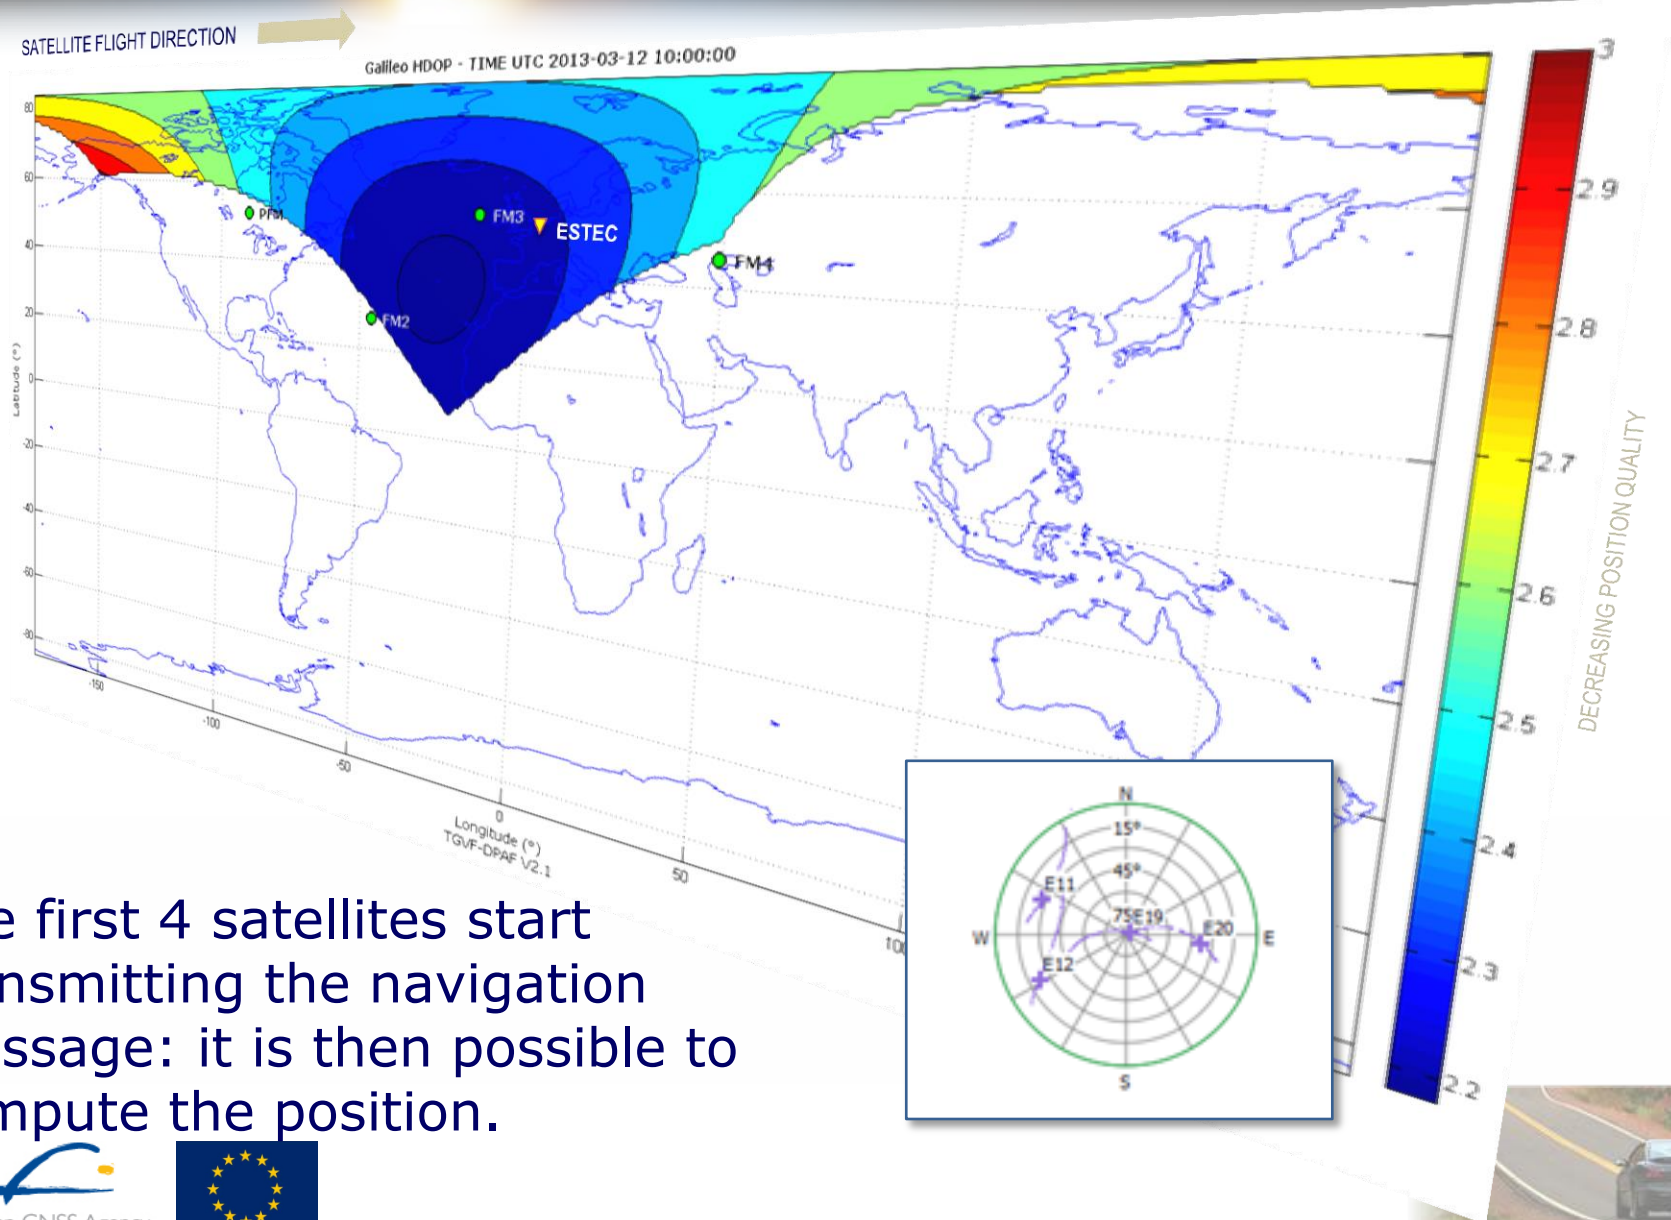 SATELLITE FLIGHT DIRECTION
Galileo HDOP - TIME UTC 2013-03-12 10:00:00
80
60
40
20
0
-20
-40
-60
-80
Latitude (°)
PFM
FM3
ESTEC
FM4
FM2
-150
-100
-50
0
50
100
Longitude (°)
TGVF-DPAF V2.1
3
2.9
2.8
2.7
2.6
2.5
2.4
2.3
2.2
DECREASING POSITION QUALITY
N
15°
45°
75
E11
E19
E20
E12
W
E
S
e first 4 satellites start
nsmitting the navigation
ssage: it is then possible to
mpute the position.
GNSS Agency